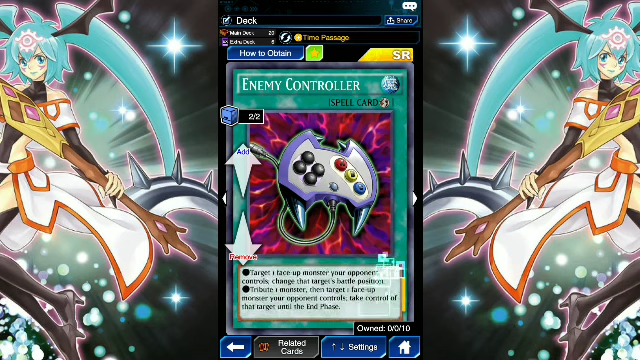 Deck
Share
Main Deck 20
Extra Deck 6
Time Passage
How to Obtain
SR
ENEMY CONTROLLER
[SPELL CARD]
2/2
Add
Remove
●Target 1 face-up monster your opponent
controls; change that target's battle position.
●Tribute 1 monster, then target 1 face-up
monster your opponent controls; take control of
that target until the End Phase.
Owned: 0/0/10
Related
Cards
↑↓ Settings